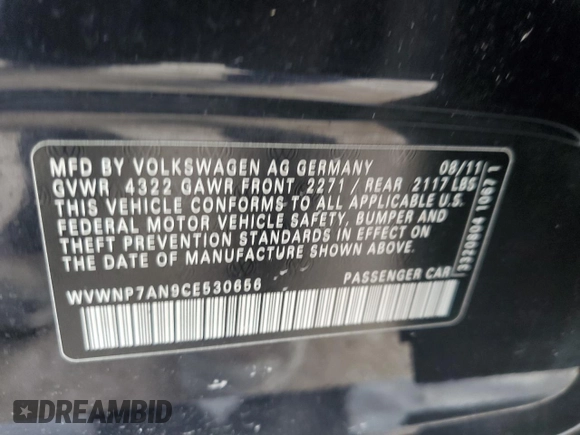 MFD BY VOLKSWAGEN AG GERMANY 08/11
GVWR 4322 GAWR FRONT 2271 / REAR 2117 LBS
THIS VEHICLE CONFORMS TO ALL APPLICABLE U.S.
FEDERAL MOTOR VEHICLE SAFETY, BUMPER AND
THEFT PREVENTION STANDARDS IN EFFECT ON
THE DATE OF MANUFACTURE SHOWN ABOVE.
WVWNP7AN9CE530656 PASSENGER CAR
DREAMBID